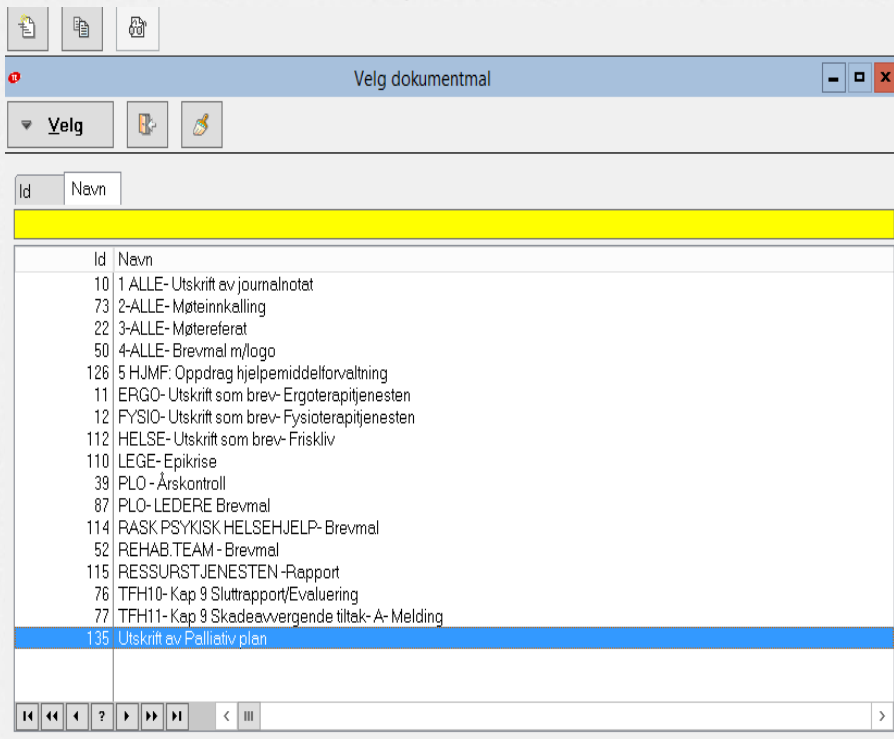 Velg dokumentmal
Velg
Id Navn
Id Navn
10 1 ALLE- Utskrift av journalnotat
73 2-ALLE- Møteinnkalling
22 3-ALLE- Møtereferat
50 4-ALLE- Brevmal m/logo
126 5 HJMF: Oppdrag hjelpemiddelforvaltning
11 ERGO- Utskrift som brev- Ergoterapitjenesten
12 FYSIO- Utskrift som brev- Fysioterapitjenesten
112 HELSE- Utskrift som brev- Friskliv
110 LEGE- Epikrise
39 PLO - Årskontroll
87 PLO- LEDERE Brevmal
114 RASK PSYKISK HELSEHJELP- Brevmal
52 REHAB.TEAM - Brevmal
115 RESSURSTJENESTEN -Rapport
76 TFH10- Kap 9 Sluttrapport/Evaluering
77 TFH11- Kap 9 Skadeavvergende tiltak- A- Melding
135 Utskrift av Palliativ plan